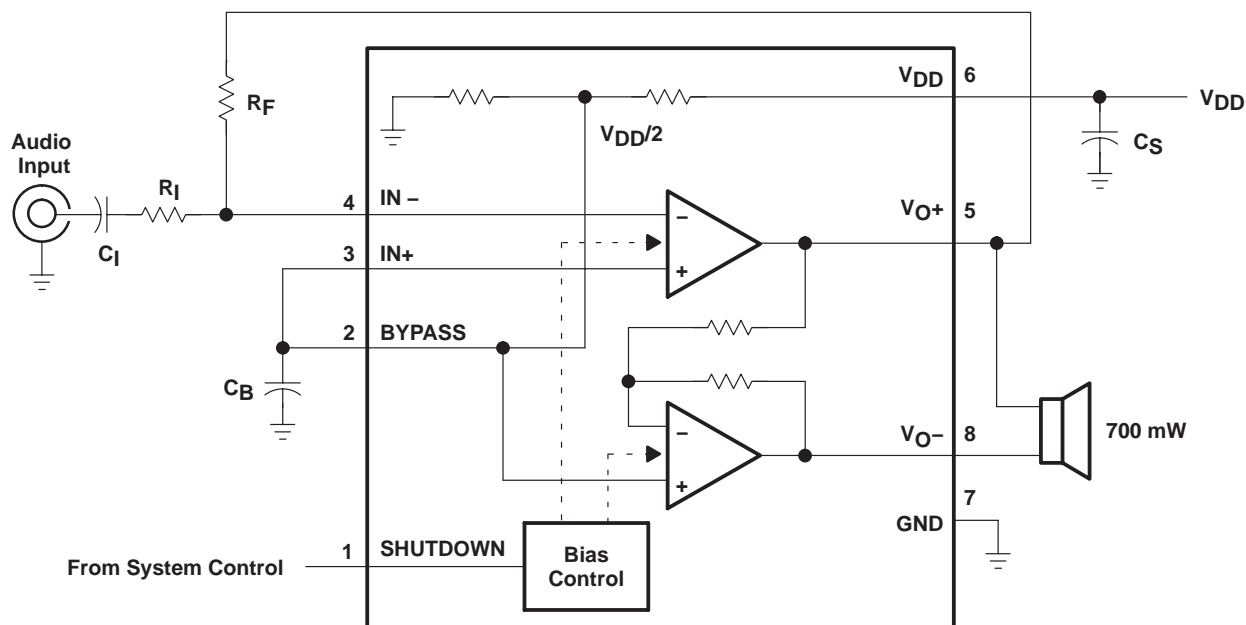 VDD
6
VDD
RF
VDD/2
CS
Audio
Input
RI
CI
4
IN –
VO+
5
–
3
IN+
+
2
BYPASS
CB
–
VO–
8
700 mW
+
7
GND
1
SHUTDOWN
From System Control
Bias
Control